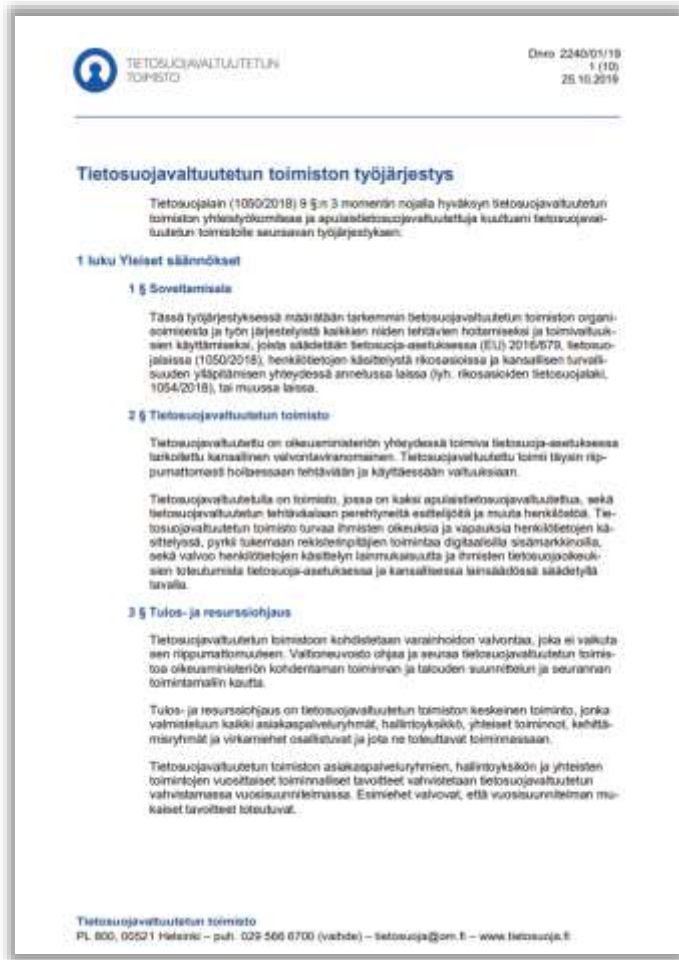 TIETOSUOJAVALTUUTETUN
TOIMISTO
Dnro 2240/01/19
1 (10)
25.10.2019
Tietosuojavaltuutetun toimiston työjärjestys
Tietosuojalain (1050/2018) 9 §:n 3 momentin nojalla hyväksyn tietosuojavaltuutetun
toimiston yhteistyökomiteaa ja apulaistietosuojavaltuutettuja kuultuani tietosuojaval-
tuutetun toimistolle seuraavan työjärjestyksen:
1 luku Yleiset säännökset
1 § Soveltamisala
Tässä työjärjestyksessä määrätään tarkemmin tietosuojavaltuutetun toimiston organi-
soimisesta ja työn järjestelyistä kaikkien niiden tehtävien hoitamiseksi ja toimivaltuuk-
sien käyttämiseksi, joista säädetään tietosuoja-asetuksessa (EU) 2016/679, tietosuo-
jalaissa (1050/2018), henkilötietojen käsittelystä rikosasioissa ja kansallisen turvalli-
suuden ylläpitämisen yhteydessä annetussa laissa (lyh. rikosasioiden tietosuojalaki,
1054/2018), tai muussa laissa.
2 § Tietosuojavaltuutetun toimisto
Tietosuojavaltuutettu on oikeusministeriön yhteydessä toimiva tietosuoja-asetuksessa
tarkoitettu kansallinen valvontaviranomainen. Tietosuojavaltuutettu toimii täysin riip-
pumattomasti hoitaessaan tehtäviään ja käyttäessään valtuuksiaan.
Tietosuojavaltuutetulla on toimisto, jossa on kaksi apulaistietosuojavaltuutettua, sekä
tietosuojavaltuutetun tehtäväalaan perehtyneitä esittelijöitä ja muuta henkilöstöä. Tie-
tosuojavaltuutetun toimisto turvaa ihmisten oikeuksia ja vapauksia henkilötietojen kä-
sittelyssä, pyrkii tukemaan rekisterinpitäjien toimintaa digitaalisilla sisämarkkinoilla,
sekä valvoo henkilötietojen käsittelyn lainmukaisuutta ja ihmisten tietosuojaoikeuk-
sien toteutumista tietosuoja-asetuksessa ja kansallisessa lainsäädössä säädetyllä
tavalla.
3 § Tulos- ja resurssiohjaus
Tietosuojavaltuutetun toimistoon kohdistetaan varainhoidon valvontaa, joka ei vaikuta
sen riippumattomuuteen. Valtioneuvosto ohjaa ja seuraa tietosuojavaltuutetun toimis-
toa oikeusministeriön kohdentaman toiminnan ja talouden suunnittelun ja seurannan
toimintamallin kautta.
Tulos- ja resurssiohjaus on tietosuojavaltuutetun toimiston keskeinen toiminto, jonka
valmisteluun kaikki asiakaspalveluryhmät, hallintoyksikkö, yhteiset toiminnot, kehittä-
misryhmät ja virkamiehet osallistuvat ja jota ne toteuttavat toiminnassaan.
Tietosuojavaltuutetun toimiston asiakaspalveluryhmien, hallintoyksikön ja yhteisten
toimintojen vuosittaiset toiminnalliset tavoitteet vahvistetaan tietosuojavaltuutetun
vahvistamassa vuosisuunnitelmassa. Esimiehet valvovat, että vuosisuunnitelman mu-
kaiset tavoitteet toteutuvat.
Tietosuojavaltuutetun toimisto
PL 800, 00521 Helsinki – puh. 029 566 6700 (vaihde) – tietosuoja@om.fi – www.tietosuoja.fi